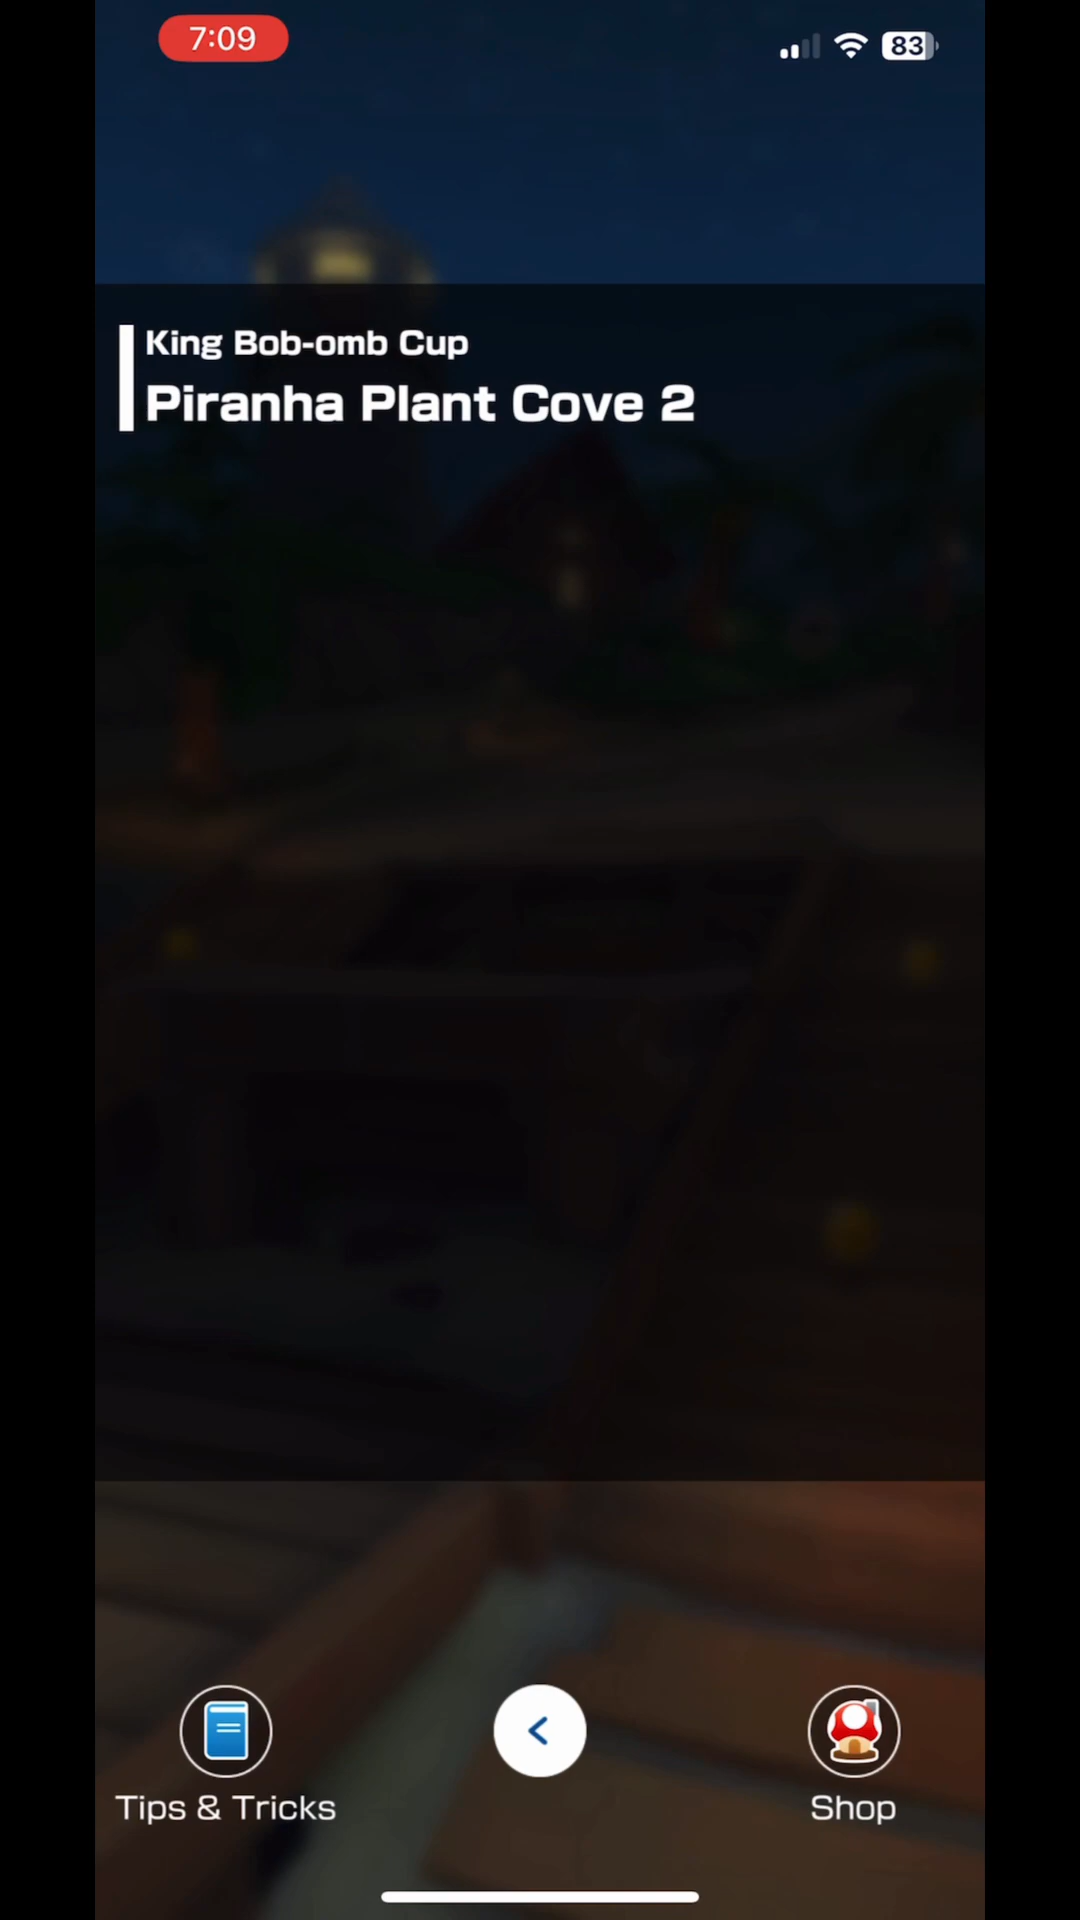 7:09
83
King Bob-omb Cup
Piranha Plant Cove 2
Tips & Tricks
Shop